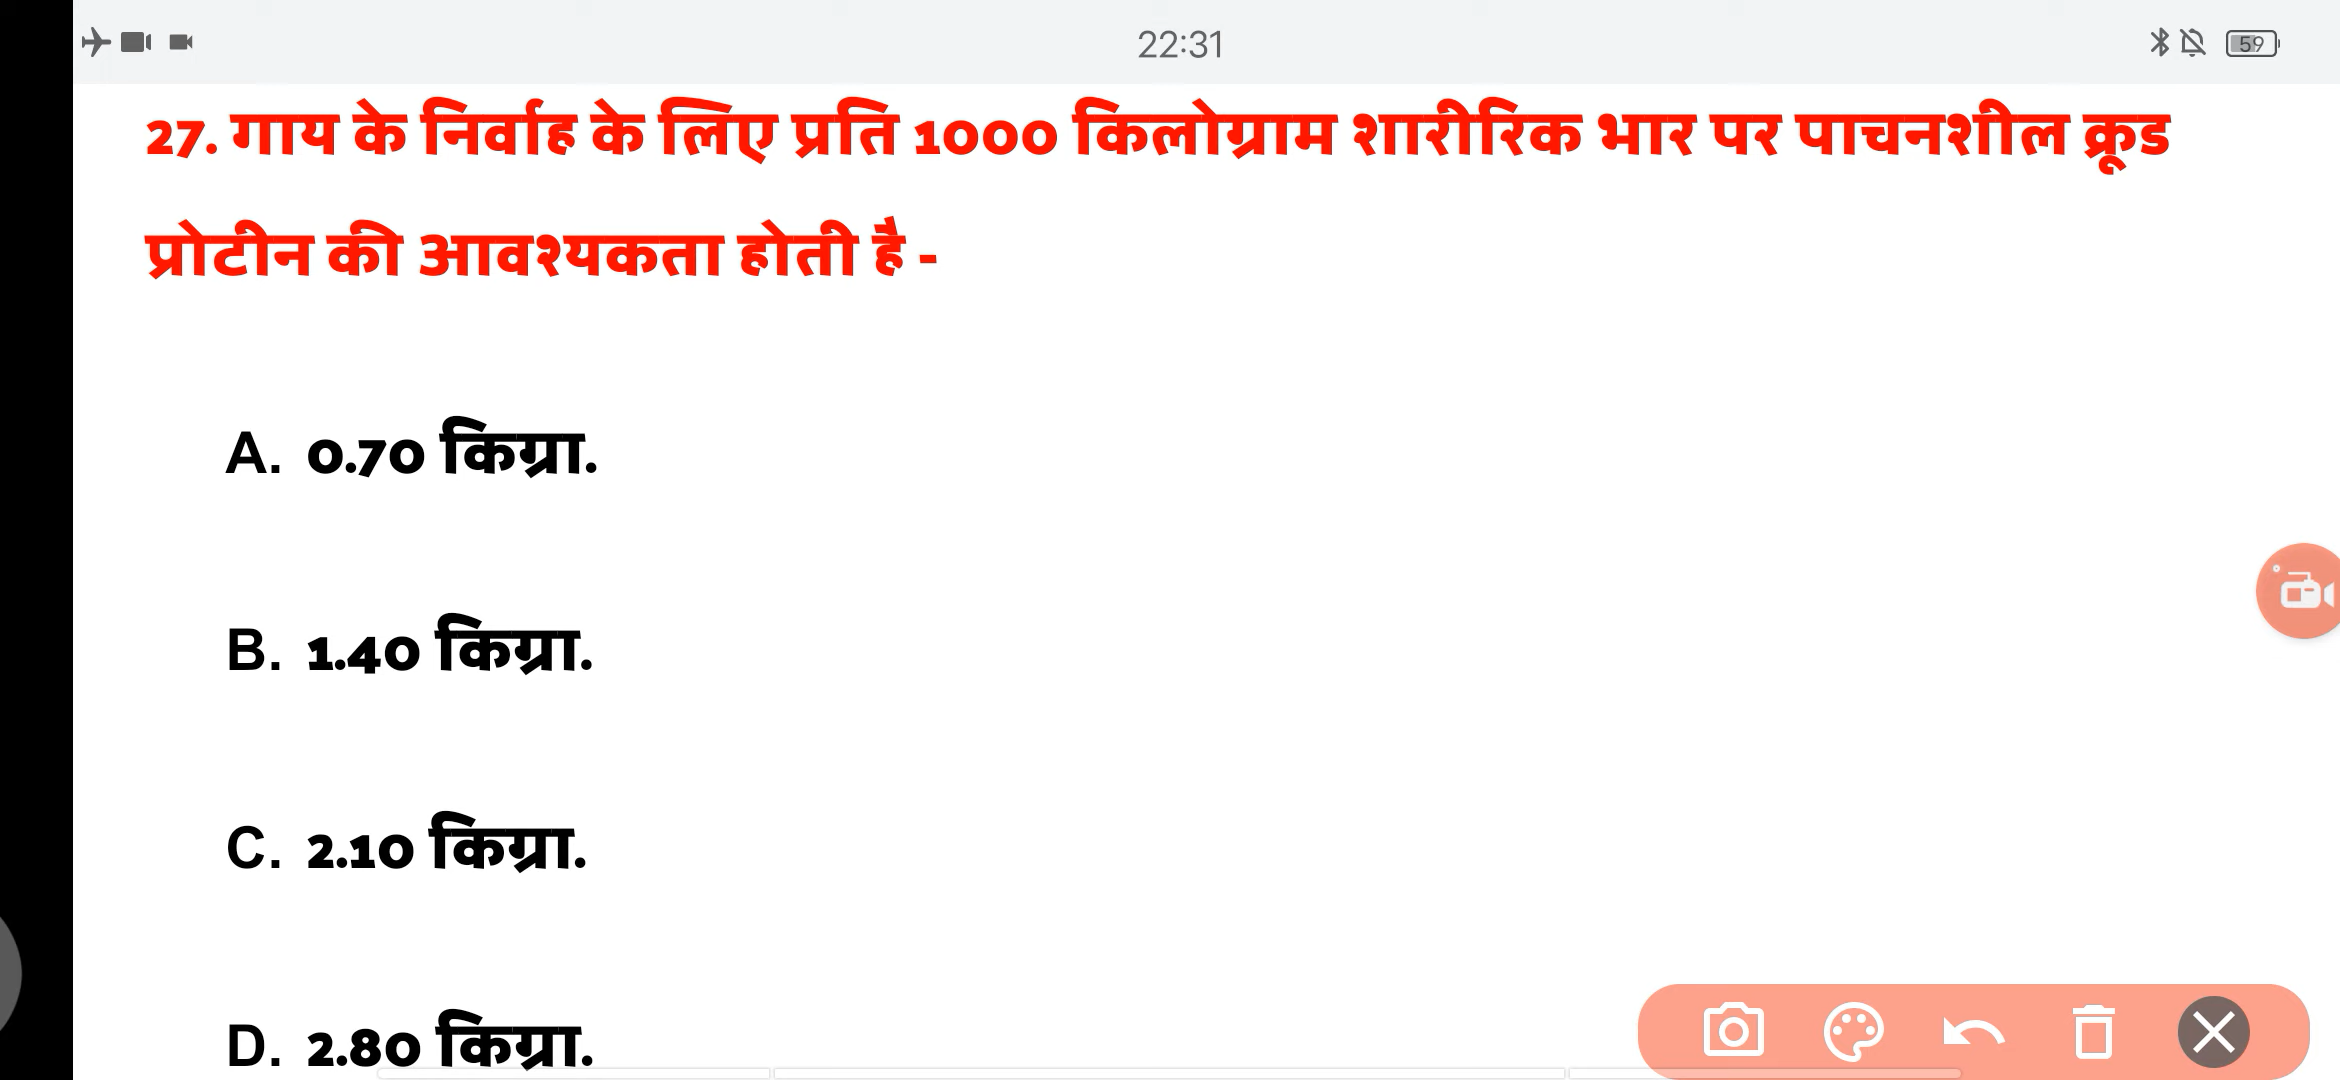 22:31
59
27. गाय के निर्वाह के लिए प्रति 1000 किलोग्राम शारीरिक भार पर पाचनशील क्रूड
प्रोटीन की आवश्यकता होती है -
A. 0.70 किग्रा.
B. 1.40 किग्रा.
C. 2.10 किग्रा.
D. 2.80 किग्रा.